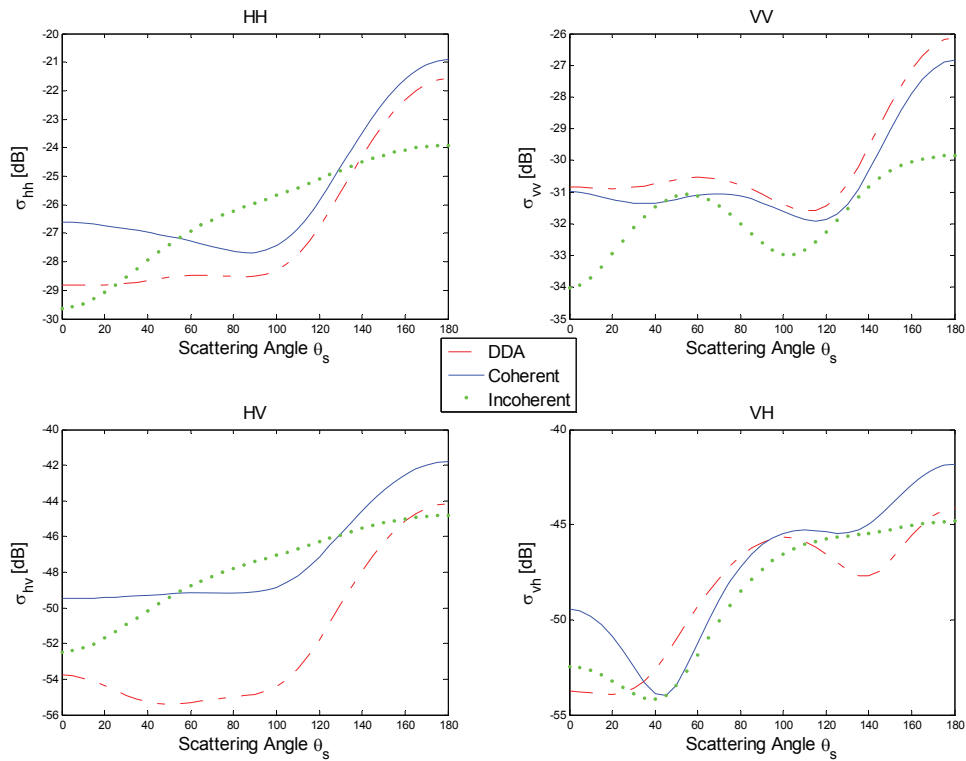 HH
σhh [dB]
-20
-21
-22
-23
-24
-25
-26
-27
-28
-29
-30
0 20 40 60 80 100 120 140 160 180
Scattering Angle θs
VV
σvv [dB]
-26
-27
-28
-29
-30
-31
-32
-33
-34
-35
0 20 40 60 80 100 120 140 160 180
Scattering Angle θs
DDA
Coherent
Incoherent
HV
σhv [dB]
-40
-42
-44
-46
-48
-50
-52
-54
-56
0 20 40 60 80 100 120 140 160 180
Scattering Angle θs
VH
σvh [dB]
-40
-45
-50
-55
0 20 40 60 80 100 120 140 160 180
Scattering Angle θs